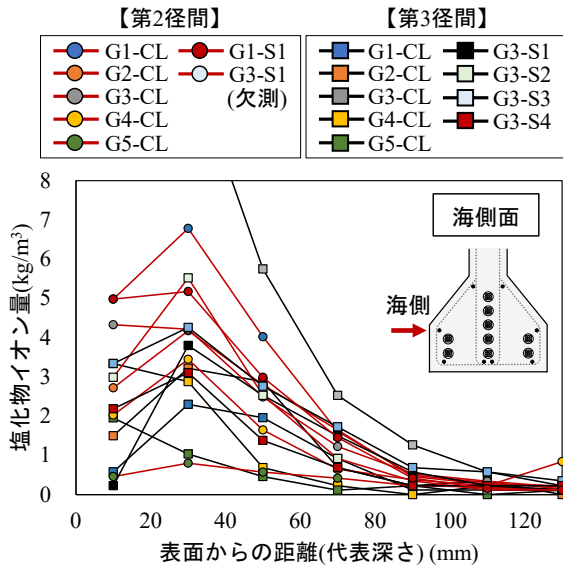 【第2径間】
G1-CL
G1-S1
G2-CL
G3-S1
G3-CL
(欠測)
G4-CL
G5-CL
【第3径間】
G1-CL
G3-S1
G2-CL
G3-S2
G3-CL
G3-S3
G4-CL
G3-S4
G5-CL
塩化物イオン量(kg/m³)
8
7
6
5
4
3
2
1
0
海側面
海側
0 20 40 60 80 100 120
表面からの距離(代表深さ) (mm)